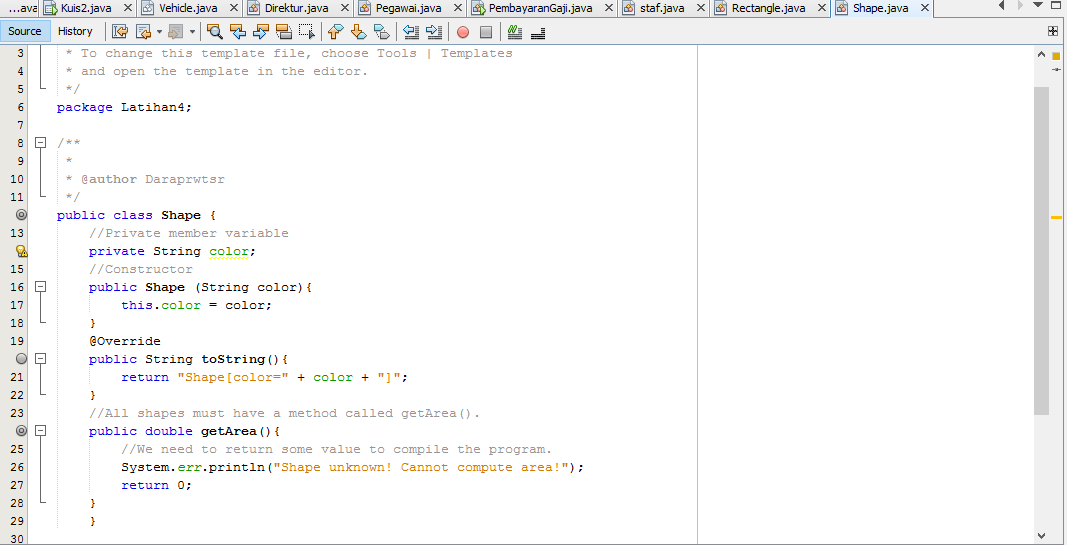 ...ava Kuis2.java Vehicle.java Direktur.java Pegawai.java PembayaranGaji.java staf.java Rectangle.java Shape.java
Source History
3 * To change this template file, choose Tools | Templates
4 * and open the template in the editor.
5 */
6 package Latihan4;
7
8 /**
9 *
10 * @author Daraprwtsr
11 */
public class Shape {
13 //Private member variable
private String color;
15 //Constructor
16 public Shape (String color){
17 this.color = color;
18 }
19 @Override
public String toString(){
21 return "Shape[color=" + color + "]";
22 }
23 //All shapes must have a method called getArea().
public double getArea(){
25 //We need to return some value to compile the program.
26 System.err.println("Shape unknown! Cannot compute area!");
27 return 0;
28 }
29 }
30